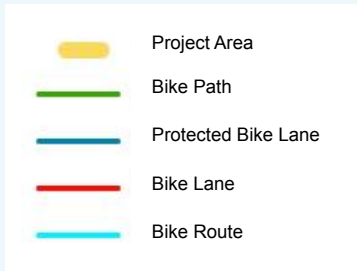 Project Area
Bike Path
Protected Bike Lane
Bike Lane
Bike Route